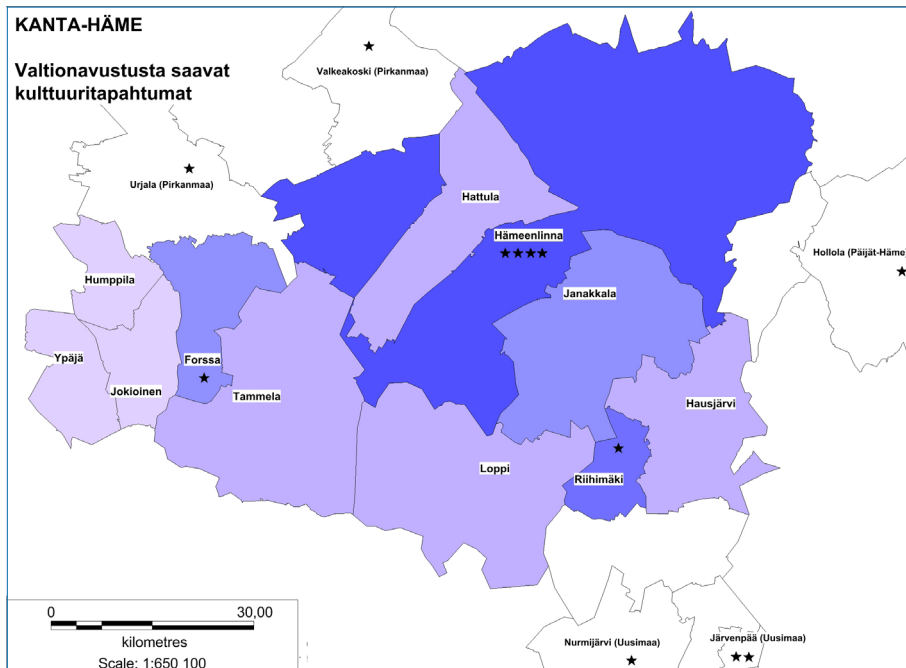 KANTA-HÄME
Valtionavustusta saavat
kulttuuritapahtumat
Valkeakoski (Pirkanmaa)
Urjala (Pirkanmaa)
Hattula
Hämeenlinna
Hollola (Päijät-Häme)
Humppila
Janakkala
Ypäjä
Forssa
Jokioinen
Tammela
Hausjärvi
Loppi
Riihimäki
0 30,00
kilometres
Scale: 1:650 100
Nurmijärvi (Uusimaa)
Järvenpää (Uusimaa)